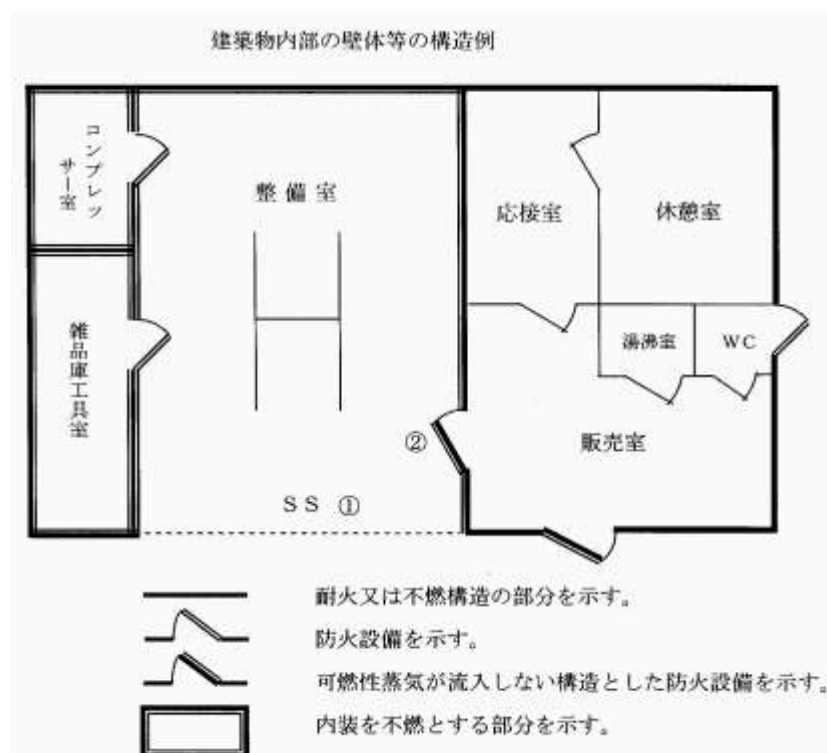 建築物内部の壁体等の構造例
コンプレッ
サー室
整備室
応接室
休憩室
雑品庫工具室
湯沸室
WC
②
販売室
SS ①
耐火又は不燃構造の部分を示す。
防火設備を示す。
可燃性蒸気が流入しない構造とした防火設備を示す。
内装を不燃とする部分を示す。